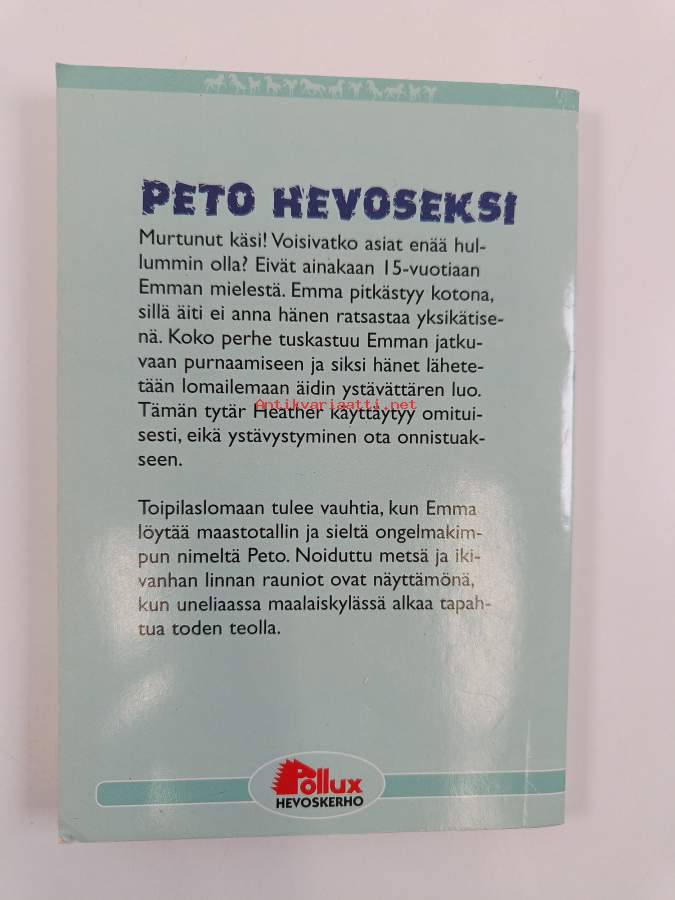 PETO HEVOSEKSI
Murtunut käsi! Voisivatko asiat enää hul-
lummin olla? Eivät ainakaan 15-vuotiaan
Emman mielestä. Emma pitkästyy kotona,
sillä äiti ei anna hänen ratsastaa yksikätise-
nä. Koko perhe tuskastuu Emman jatku-
vaan purnaamiseen ja siksi hänet lähete-
tään lomailemaan äidin ystävättären luo.
Antikvariaatti.net
Tämän tytär Heather käyttäytyy omitui-
sesti, eikä ystävystyminen ota onnistuak-
seen.
Toipilaslomaan tulee vauhtia, kun Emma
löytää maastotallin ja sieltä ongelmakim-
pun nimeltä Peto. Noiduttu metsä ja iki-
vanhan linnan rauniot ovat näyttämönä,
kun uneliaassa maalaiskylässä alkaa tapah-
tua toden teolla.
Pollux
HEVOSKERHO